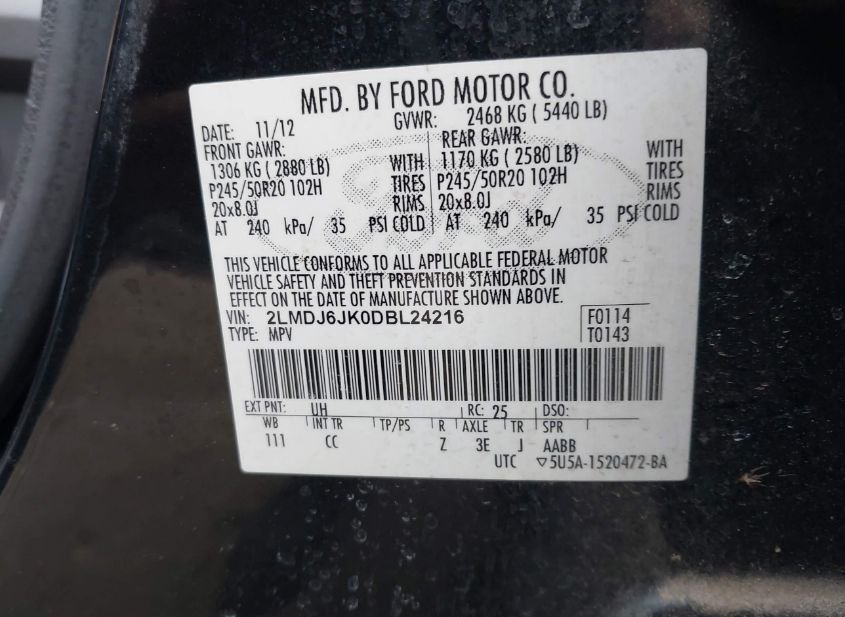 MFD. BY FORD MOTOR CO.
DATE: 11/12 GVWR: 2468 KG ( 5440 LB)
FRONT GAWR: REAR GAWR:
1306 KG ( 2880 LB) WITH 1170 KG ( 2580 LB) WITH
P245/50R20 102H TIRES P245/50R20 102H TIRES
20x8.0J RIMS 20x8.0J RIMS
AT 240 kPa/ 35 PSI COLD AT 240 kPa/ 35 PSI COLD
THIS VEHICLE CONFORMS TO ALL APPLICABLE FEDERAL MOTOR
VEHICLE SAFETY AND THEFT PREVENTION STANDARDS IN
EFFECT ON THE DATE OF MANUFACTURE SHOWN ABOVE.
VIN: 2LMDJ6JK0DBL24216 F0114
TYPE: MPV T0143
EXT PNT: UH RC: 25 DSO:
WB INT TR TP/PS R AXLE TR SPR
111 CC Z 3E J AABB
UTC ▽5U5A-1520472-BA